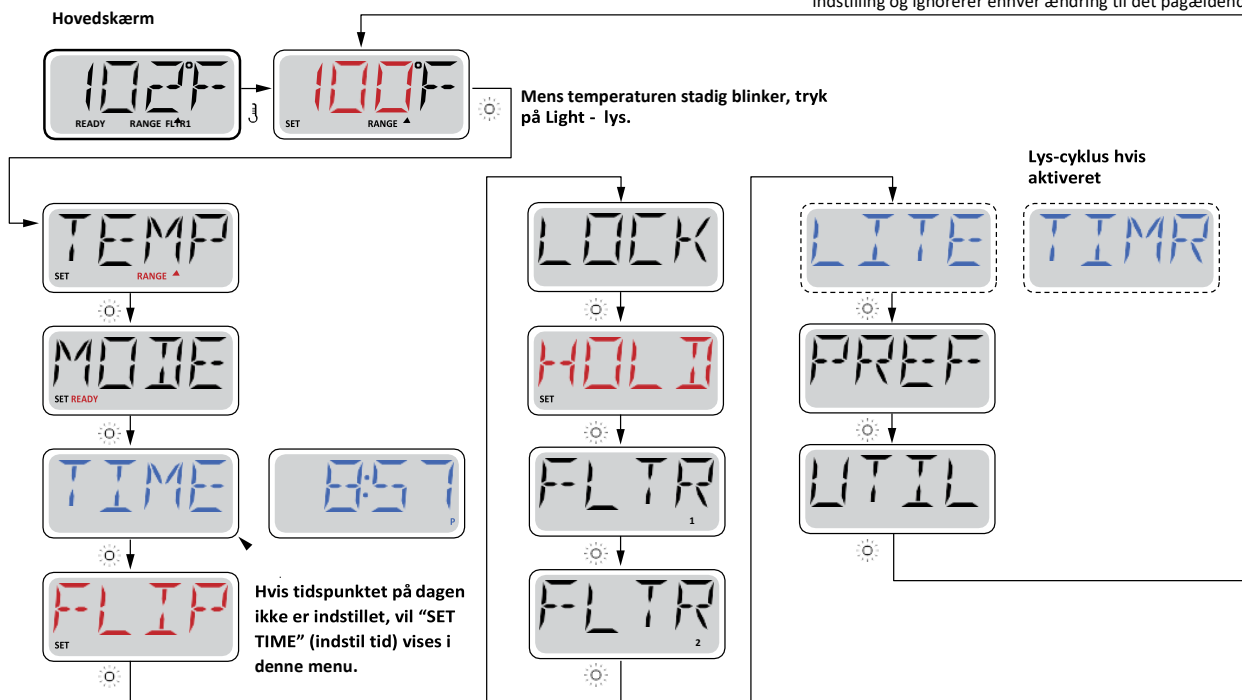 indstilling og ignorerer enhver ændring til det pågældend
Hovedskærm
102°F
READY RANGE FLTR1
100°F
SET RANGE
Mens temperaturen stadig blinker, tryk
på Light - lys.
TEMP
SET RANGE
MODE
SET READY
TIME
8:57
P
FLIP
SET
Hvis tidspunktet på dagen
ikke er indstillet, vil “SET
TIME” (indstil tid) vises i
denne menu.
LOCK
HOLD
SET
FLTR
1
FLTR
2
Lys-cyklus hvis
aktiveret
LITE
TIMR
PREF
UTIL